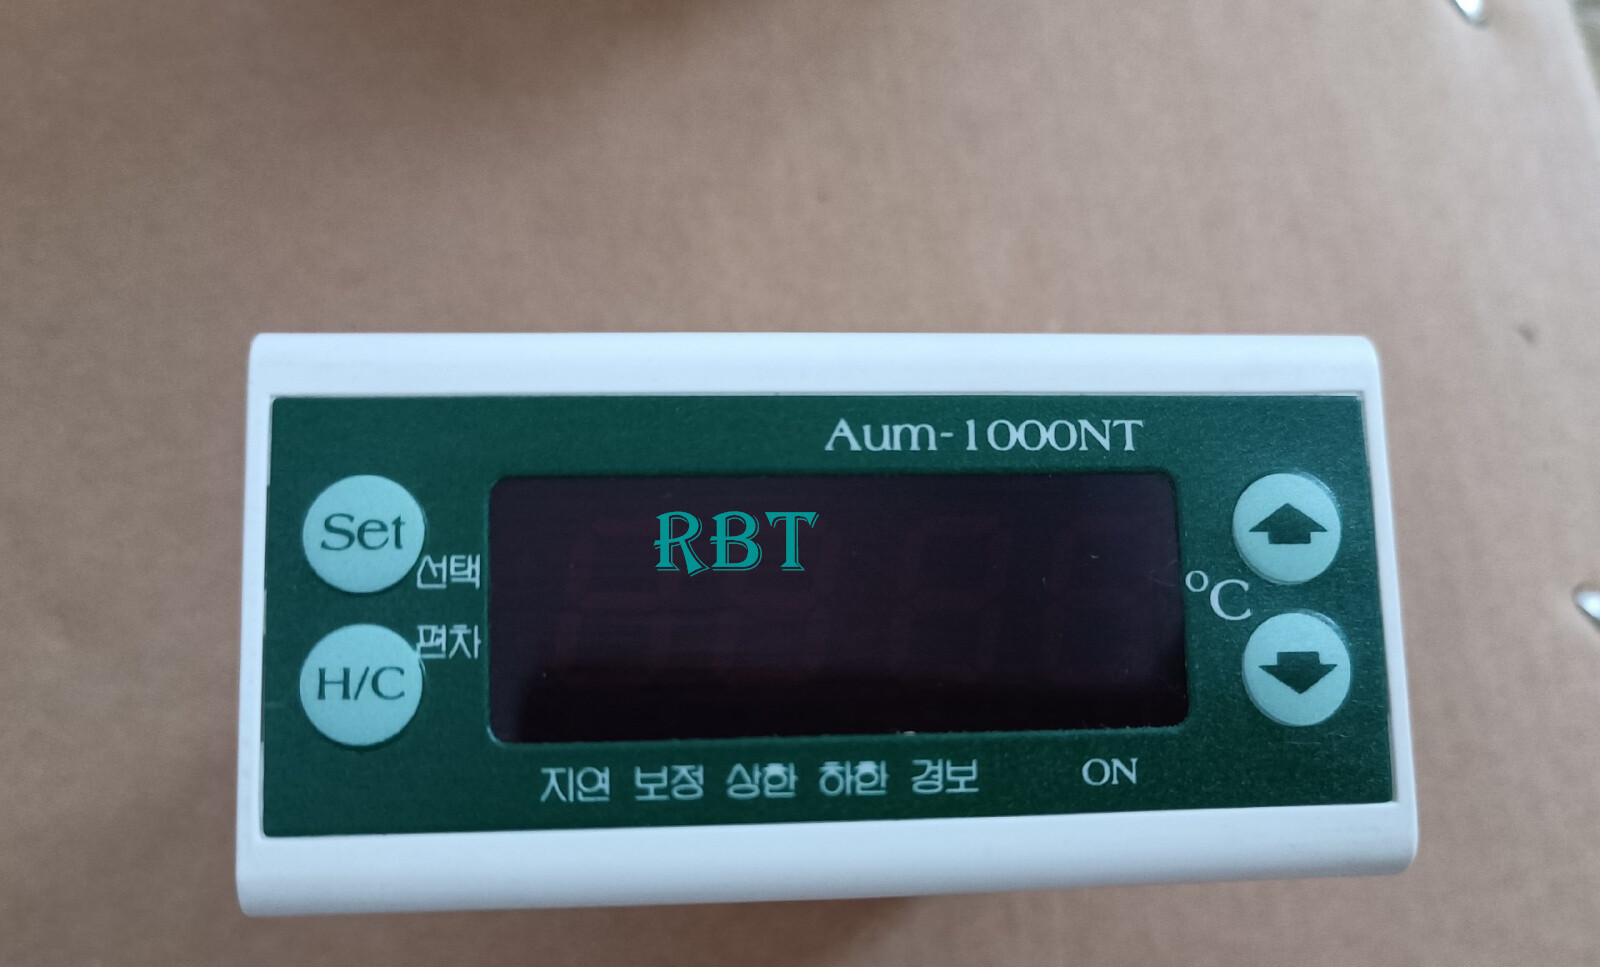 Aum-1000NT
Set
선택
RBT
°C
편차
H/C
지연 보정 상한 하한 경보 ON